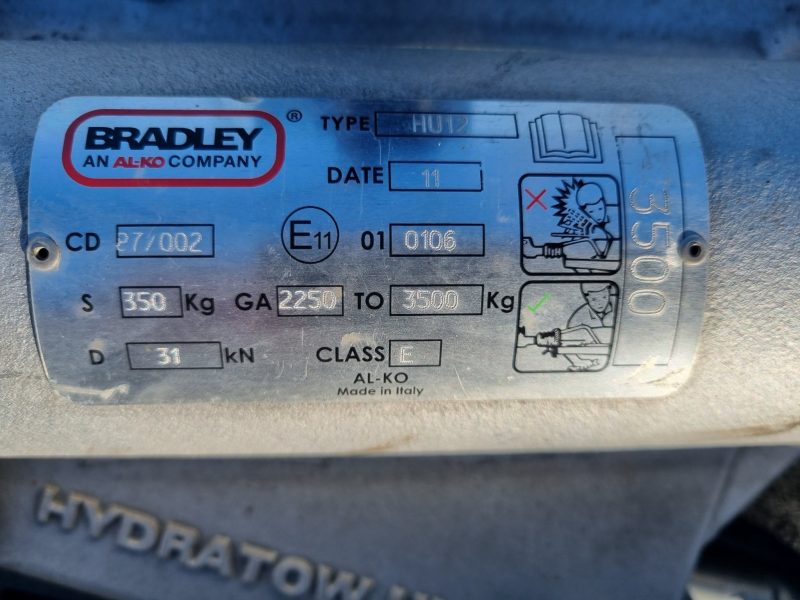 BRADLEY ®
AN AL-KO COMPANY
TYPE HU12
DATE 11
CD 27/002 E11 01 0106
S 350 Kg GA 2250 TO 3500 Kg
D 31 kN CLASS E
AL-KO
Made in Italy
3500
HYDRATOW